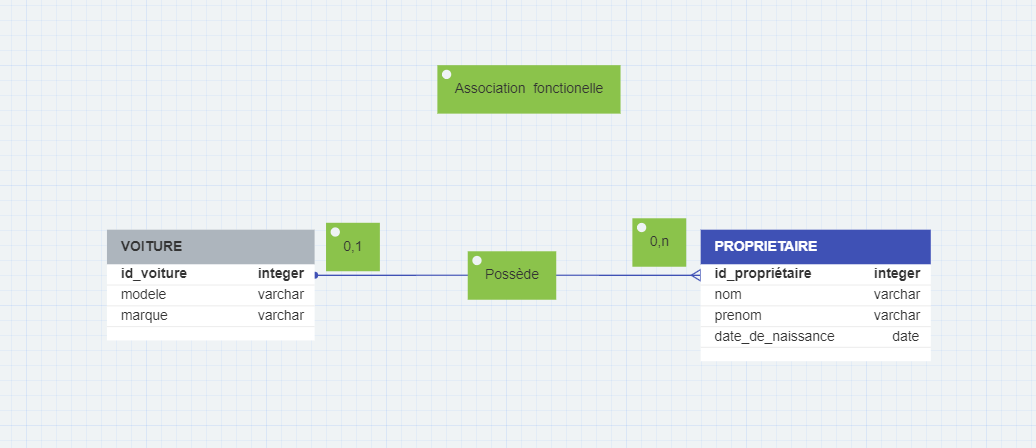 Association fonctionelle
0,1
0,n
Possède
VOITURE
id_voiture integer
modele varchar
marque varchar
PROPRIETAIRE
id_propriétaire integer
nom varchar
prenom varchar
date_de_naissance date